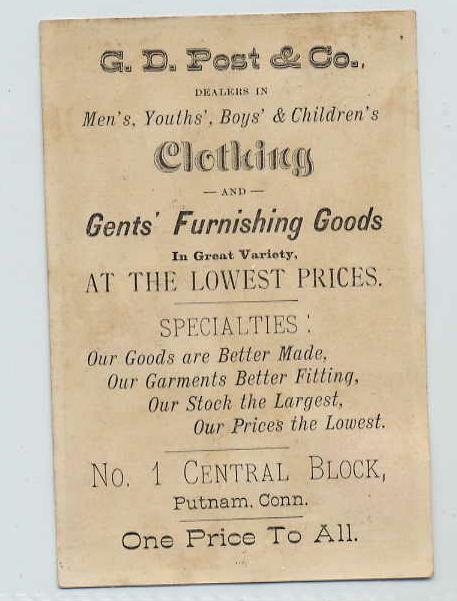 G. D. Post & Co.,
DEALERS IN
Men's, Youths', Boys' & Children's
Clothing
— AND —
Gents' Furnishing Goods
In Great Variety,
AT THE LOWEST PRICES.
SPECIALTIES:
Our Goods are Better Made,
Our Garments Better Fitting,
Our Stock the Largest,
Our Prices the Lowest.
No. 1 CENTRAL BLOCK,
Putnam, Conn.
One Price To All.